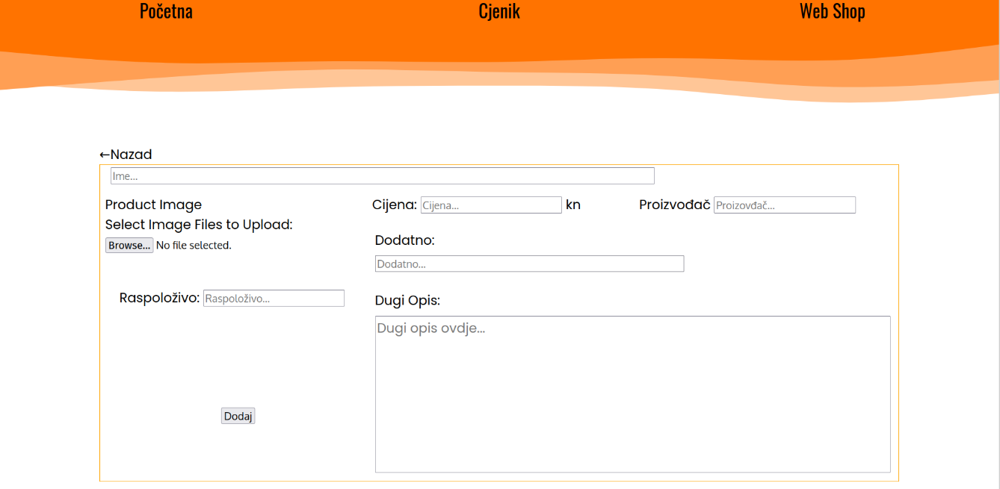 Početna Cjenik Web Shop
←Nazad
Ime...
Product Image Cijena: Cijena... kn Proizvođač Proizovđač...
Select Image Files to Upload:
Browse... No file selected.
Dodatno:
Dodatno...
Raspoloživo: Raspoloživo...
Dugi Opis:
Dugi opis ovdje...
Dodaj